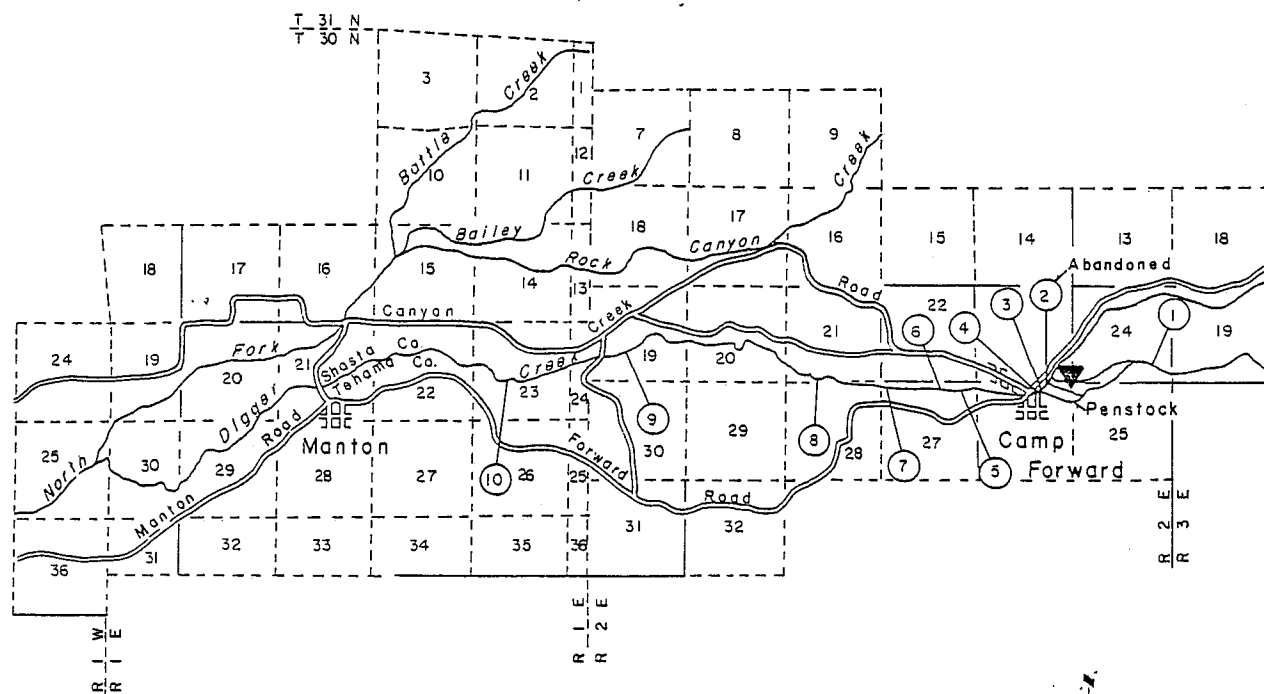 T 31 N
T 30 N
3
2
1
Battle Creek
10
11
12
7
8
9
Creek
Creek
Bailey
18
17
16
15
14
13
18
Rock Canyon
Creek
18
17
16
15
14
13
Abandoned
Road
22
2
3
4
6
1
24
19
Canyon
24
19
Fork
20
21
Shasta Co.
Tehama Co.
22
23
Creek
24
19
20
21
9
8
7
5
10
Penstock
Camp Forward
25
27
28
29
30
Digger
Road
Manton
25
North
30
29
28
27
26
25
Forward
Road
Manton
31
32
36
31
32
33
34
35
36
R 1 W
R 1 E
R 1 E
R 2 E
R 2 E
R 3 E